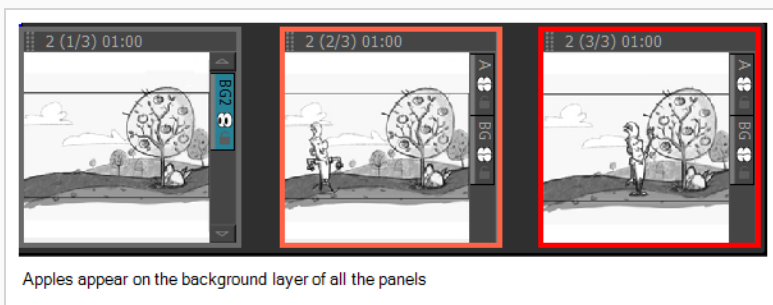 2 (1/3) 01:00
2 (2/3) 01:00
2 (3/3) 01:00
BG2
A
BG
A
BG
Apples appear on the background layer of all the panels